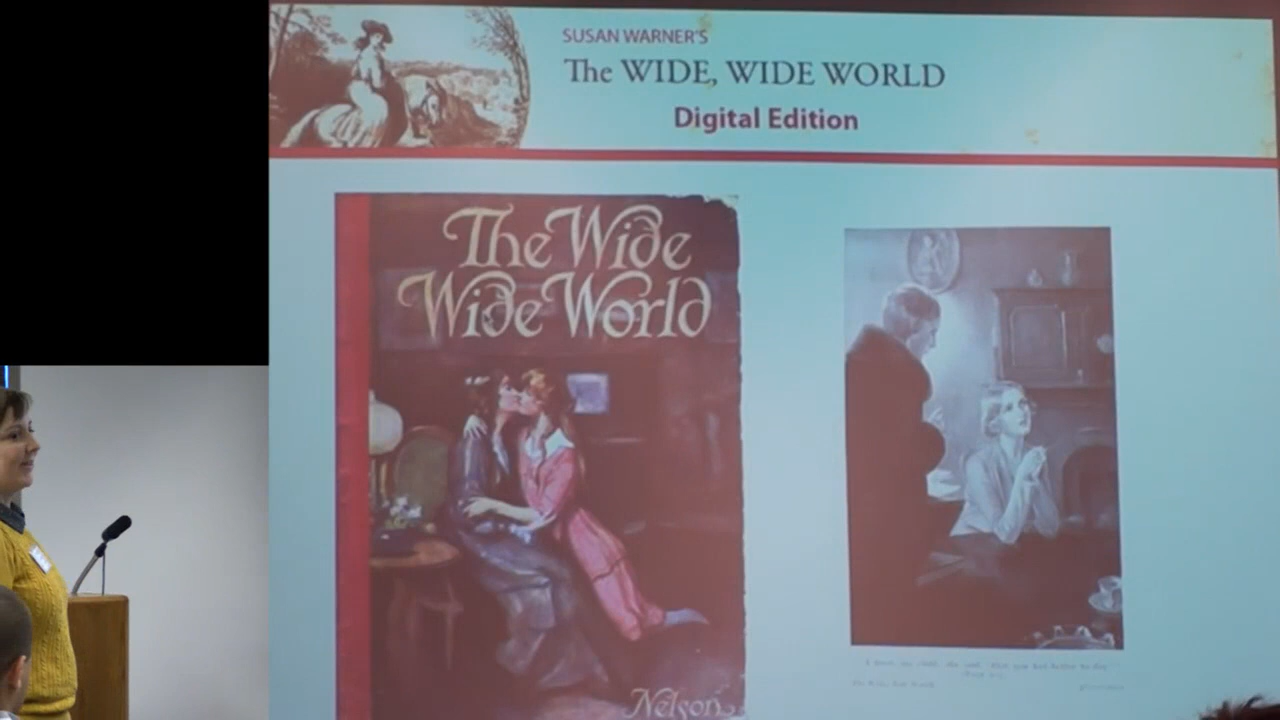 SUSAN WARNER'S
The WIDE, WIDE WORLD
Digital Edition
The Wide
Wide World
Nelson